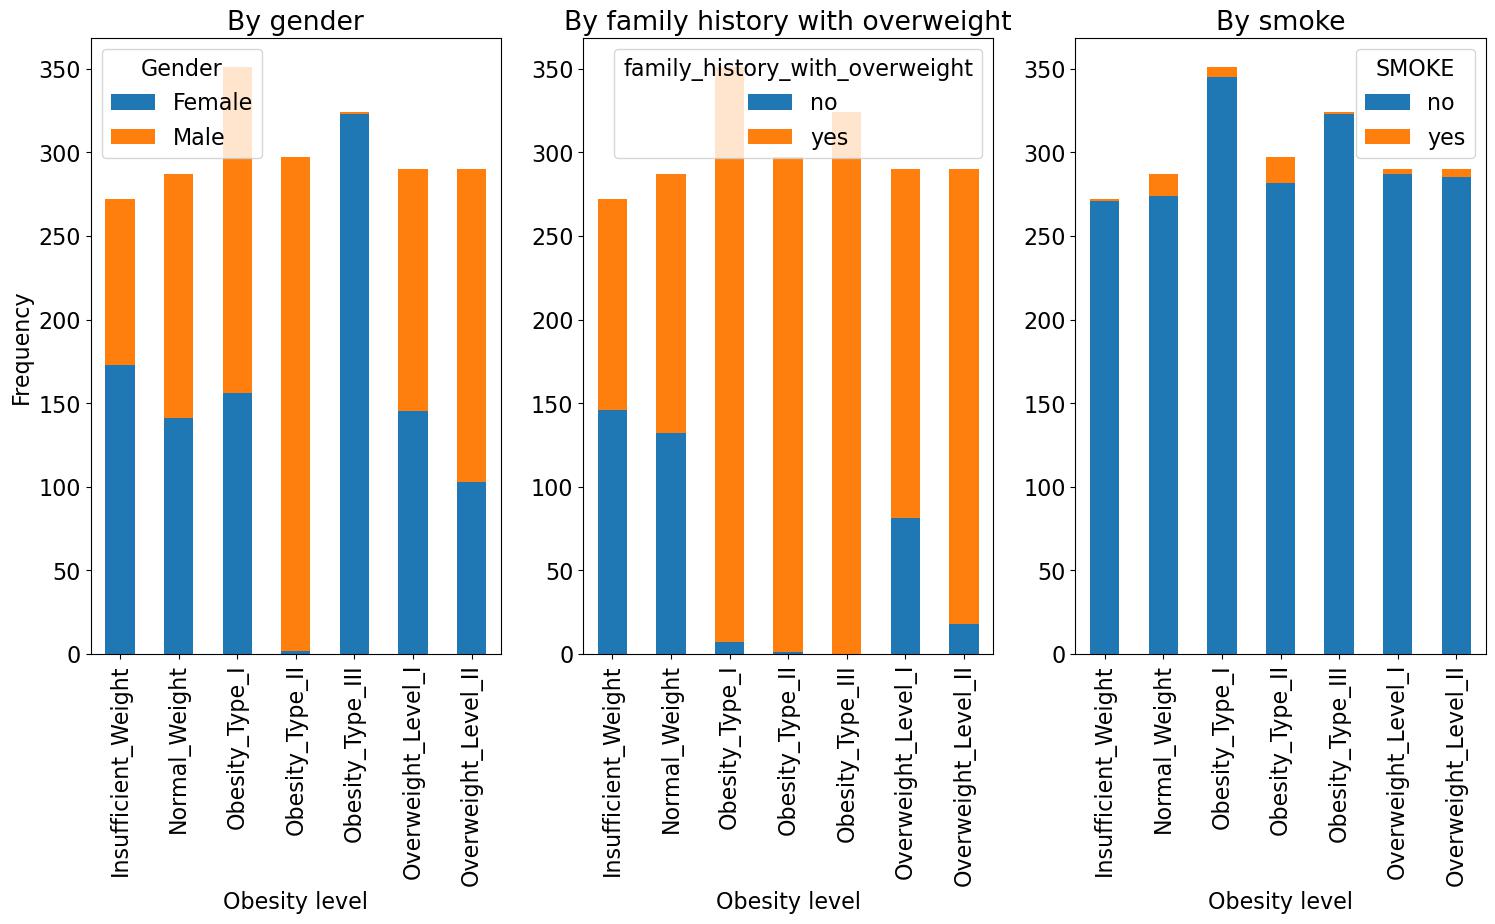 By gender
Gender
Female
Male
350
300
250
200
150
100
50
0
Frequency
Insufficient_Weight
Normal_Weight
Obesity_Type_I
Obesity_Type_II
Obesity_Type_III
Overweight_Level_I
Overweight_Level_II
Obesity level
By family history with overweight
family_history_with_overweight
no
yes
350
300
250
200
150
100
50
0
Insufficient_Weight
Normal_Weight
Obesity_Type_I
Obesity_Type_II
Obesity_Type_III
Overweight_Level_I
Overweight_Level_II
Obesity level
By smoke
SMOKE
no
yes
350
300
250
200
150
100
50
0
Insufficient_Weight
Normal_Weight
Obesity_Type_I
Obesity_Type_II
Obesity_Type_III
Overweight_Level_I
Overweight_Level_II
Obesity level